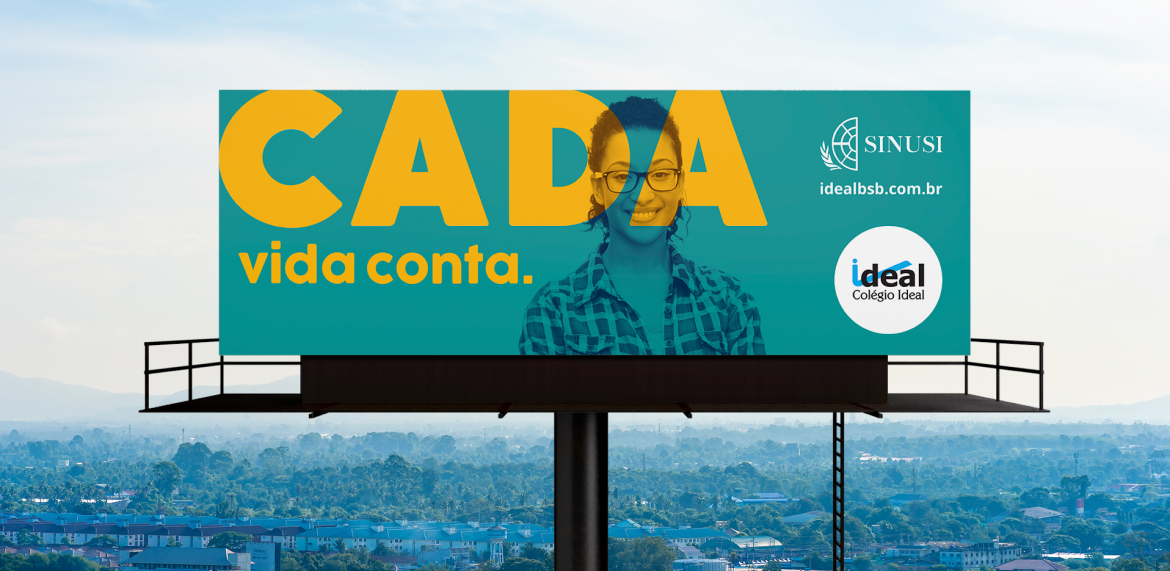 CADA
vida conta.
SINUSI
idealbsb.com.br
ideal
Colégio Ideal